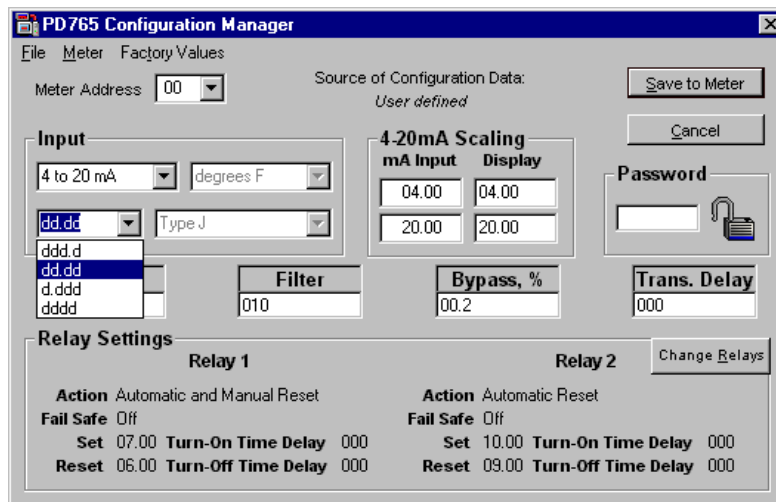 PD765 Configuration Manager
File Meter Factory Values
Meter Address 00
Source of Configuration Data:
User defined
Save to Meter
Cancel
Input
4 to 20 mA degrees F
dd.dd Type J
ddd.d
dd.dd
d.ddd
dddd
4-20mA Scaling
mA Input Display
04.00 04.00
20.00 20.00
Password
Filter
010
Bypass, %
00.2
Trans. Delay
000
Relay Settings
Change Relays
Relay 1
Action Automatic and Manual Reset
Fail Safe Off
Set 07.00 Turn-On Time Delay 000
Reset 06.00 Turn-Off Time Delay 000
Relay 2
Action Automatic Reset
Fail Safe Off
Set 10.00 Turn-On Time Delay 000
Reset 09.00 Turn-Off Time Delay 000